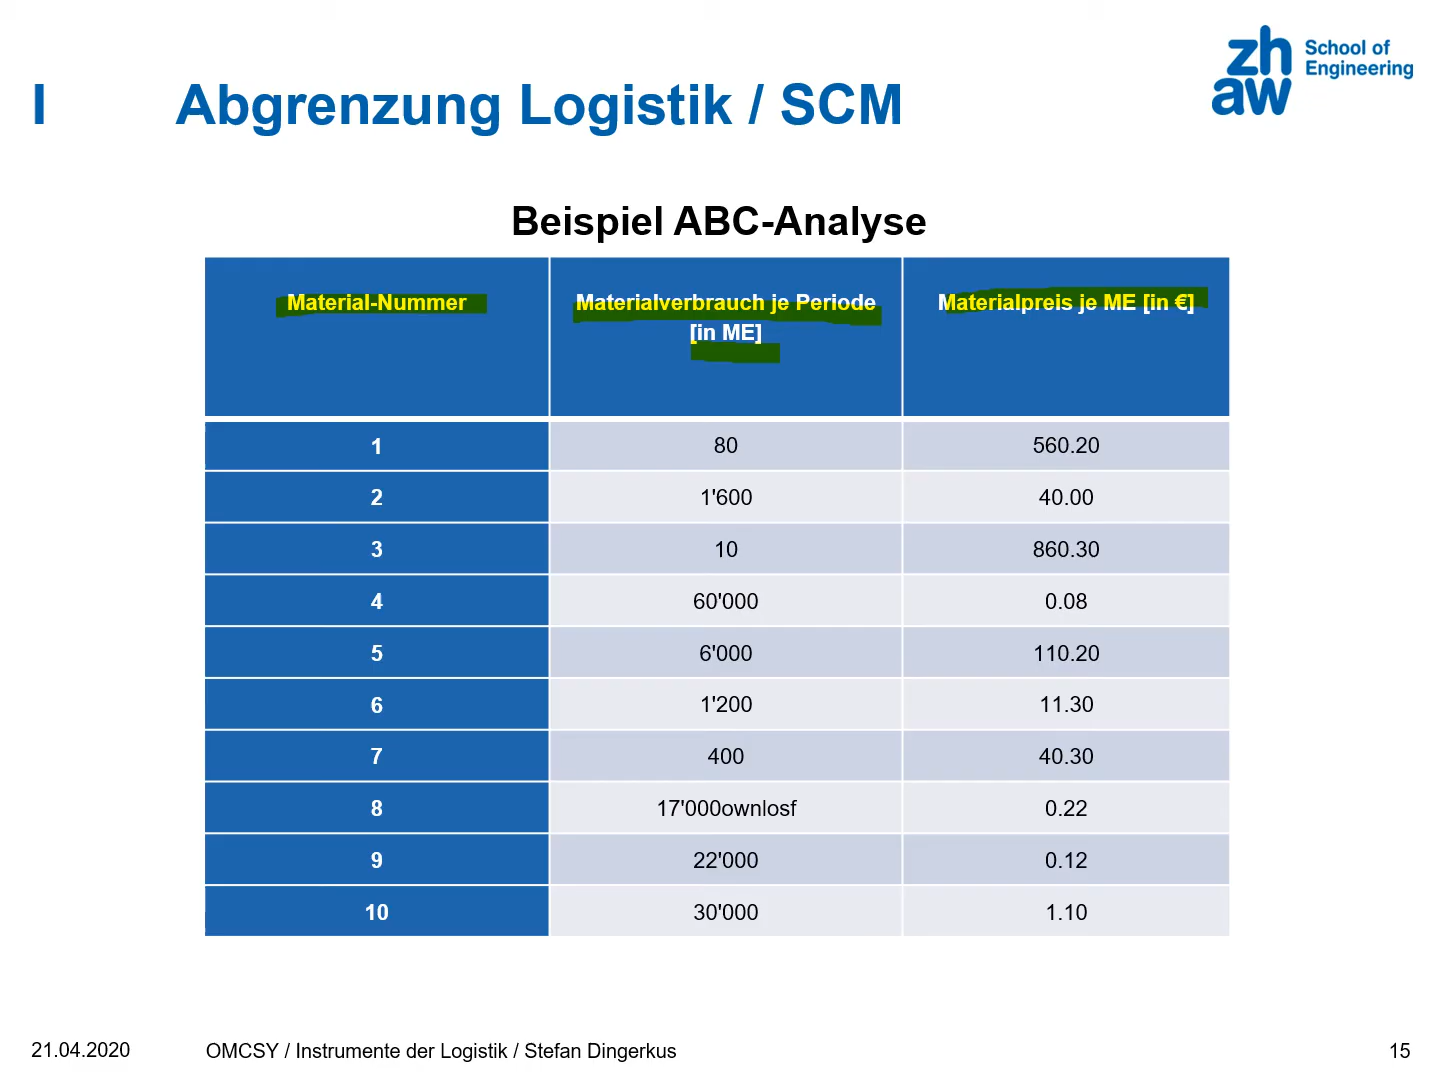 zh
aw
School of
Engineering
I Abgrenzung Logistik / SCM
Beispiel ABC-Analyse
Material-Nummer Materialverbrauch je Periode [in ME] Materialpreis je ME [in €]
1 80 560.20
2 1'600 40.00
3 10 860.30
4 60'000 0.08
5 6'000 110.20
6 1'200 11.30
7 400 40.30
8 17'000ownlosf 0.22
9 22'000 0.12
10 30'000 1.10
21.04.2020 OMCSY / Instrumente der Logistik / Stefan Dingerkus 15